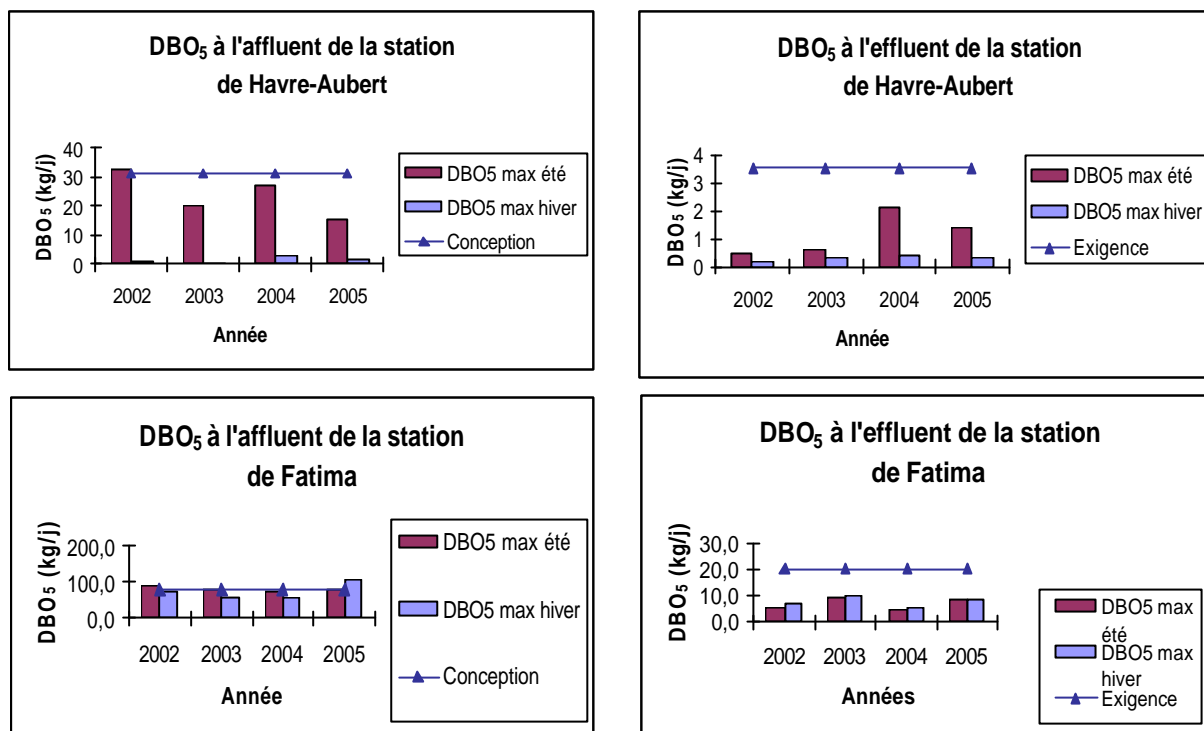 DBO₅ à l'affluent de la station
de Havre-Aubert
DBO₅ (kg/j)
40
30
20
10
0
2002 2003 2004 2005
Année
DBO5 max été
DBO5 max hiver
Conception
DBO₅ à l'effluent de la station
de Havre-Aubert
DBO₅ (kg/j)
4
3
2
1
0
2002 2003 2004 2005
Année
DBO5 max été
DBO5 max hiver
Exigence
DBO₅ à l'affluent de la station
de Fatima
DBO₅ (kg/j)
200,0
100,0
0,0
2002 2003 2004 2005
Année
DBO5 max été
DBO5 max hiver
Conception
DBO₅ à l'effluent de la station
de Fatima
DBO₅ (kg/j)
30,0
20,0
10,0
0,0
2002 2003 2004 2005
Années
DBO5 max
été
DBO5 max
hiver
Exigence